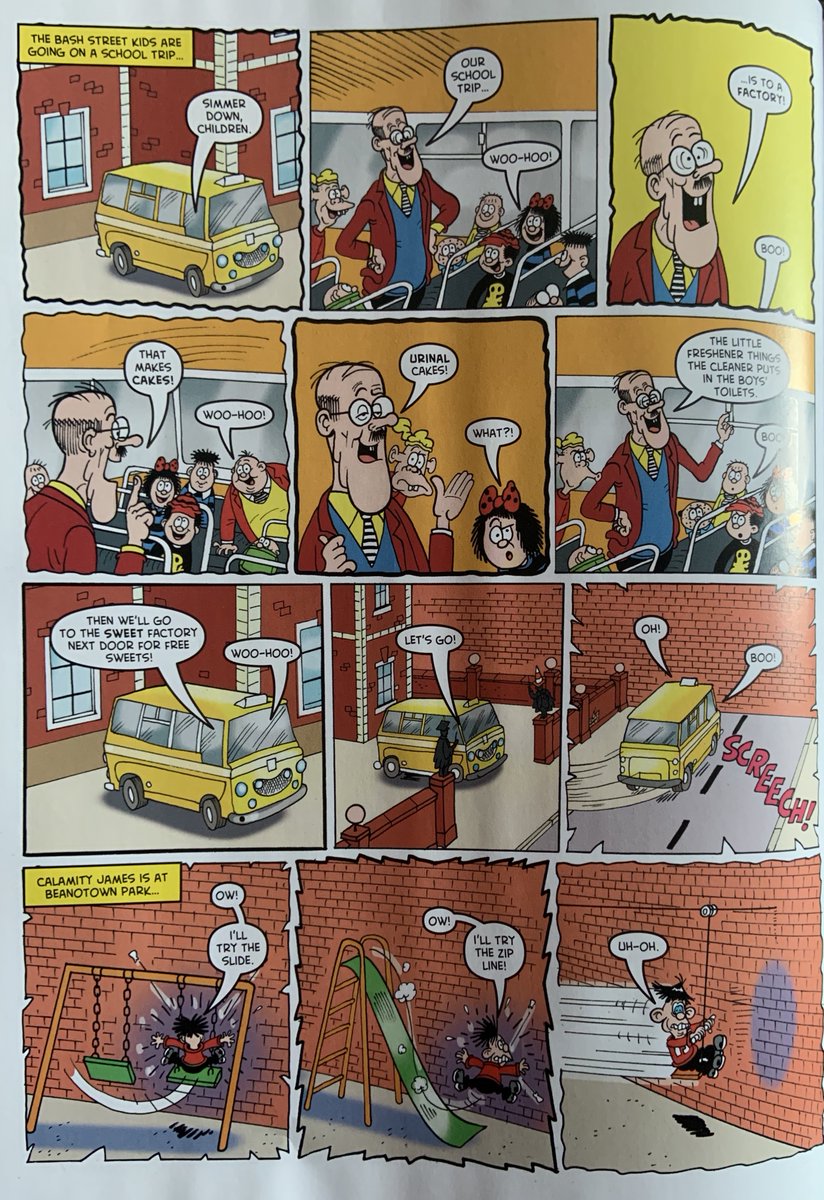 THE BASH STREET KIDS ARE
GOING ON A SCHOOL TRIP...
SIMMER
DOWN,
CHILDREN.
OUR
SCHOOL
TRIP...
WOO-HOO!
...IS TO A
FACTORY!
BOO!
THAT
MAKES
CAKES!
WOO-HOO!
URINAL
CAKES!
WHAT?!
THE LITTLE
FRESHENER THINGS
THE CLEANER PUTS
IN THE BOYS'
TOILETS.
BOO!
THEN WE'LL GO
TO THE SWEET FACTORY
NEXT DOOR FOR FREE
SWEETS!
WOO-HOO!
LET'S GO!
OH!
BOO!
SCREECH!
CALAMITY JAMES IS AT
BEANOTOWN PARK...
OW!
I'LL
TRY THE
SLIDE.
OW!
I'LL TRY
THE ZIP
LINE!
UH-OH.